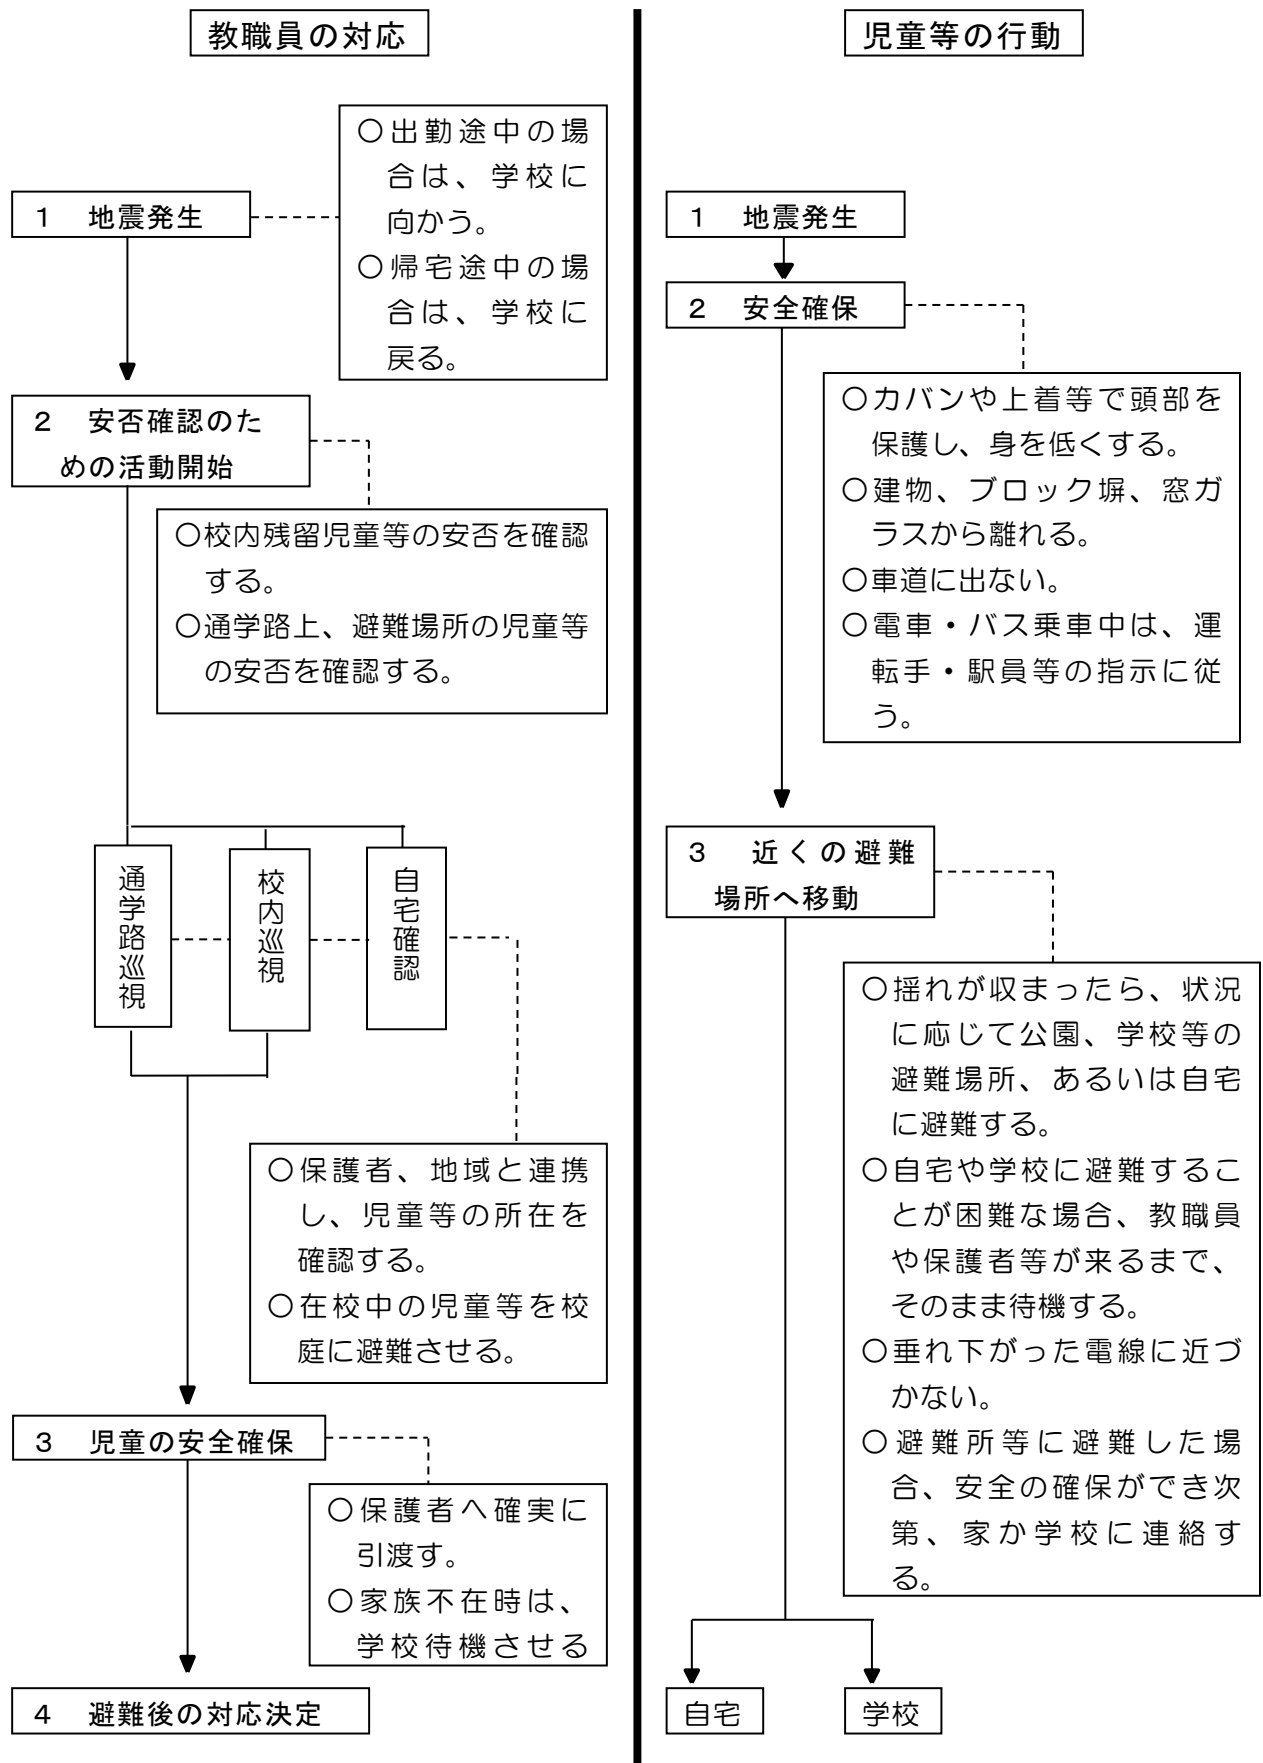 教職員の対応
○出勤途中の場
合は、学校に
向かう。
○帰宅途中の場
合は、学校に
戻る。
1 地震発生
2 安否確認のた
めの活動開始
○校内残留児童等の安否を確認
する。
○通学路上、避難場所の児童等
の安否を確認する。
通学路巡視
校内巡視
自宅確認
○保護者、地域と連携
し、児童等の所在を
確認する。
○在校中の児童等を校
庭に避難させる。
3 児童の安全確保
○保護者へ確実に
引渡す。
○家族不在時は、
学校待機させる
4 避難後の対応決定
児童等の行動
1 地震発生
2 安全確保
○カバンや上着等で頭部を
保護し、身を低くする。
○建物、ブロック塀、窓ガ
ラスから離れる。
○車道に出ない。
○電車・バス乗車中は、運
転手・駅員等の指示に従
う。
3 近くの避難
場所へ移動
○揺れが収まったら、状況
に応じて公園、学校等の
避難場所、あるいは自宅
に避難する。
○自宅や学校に避難するこ
とが困難な場合、教職員
や保護者等が来るまで、
そのまま待機する。
○垂れ下がった電線に近づ
かない。
○避難所等に避難した場
合、安全の確保ができ次
第、家か学校に連絡す
る。
自宅
学校